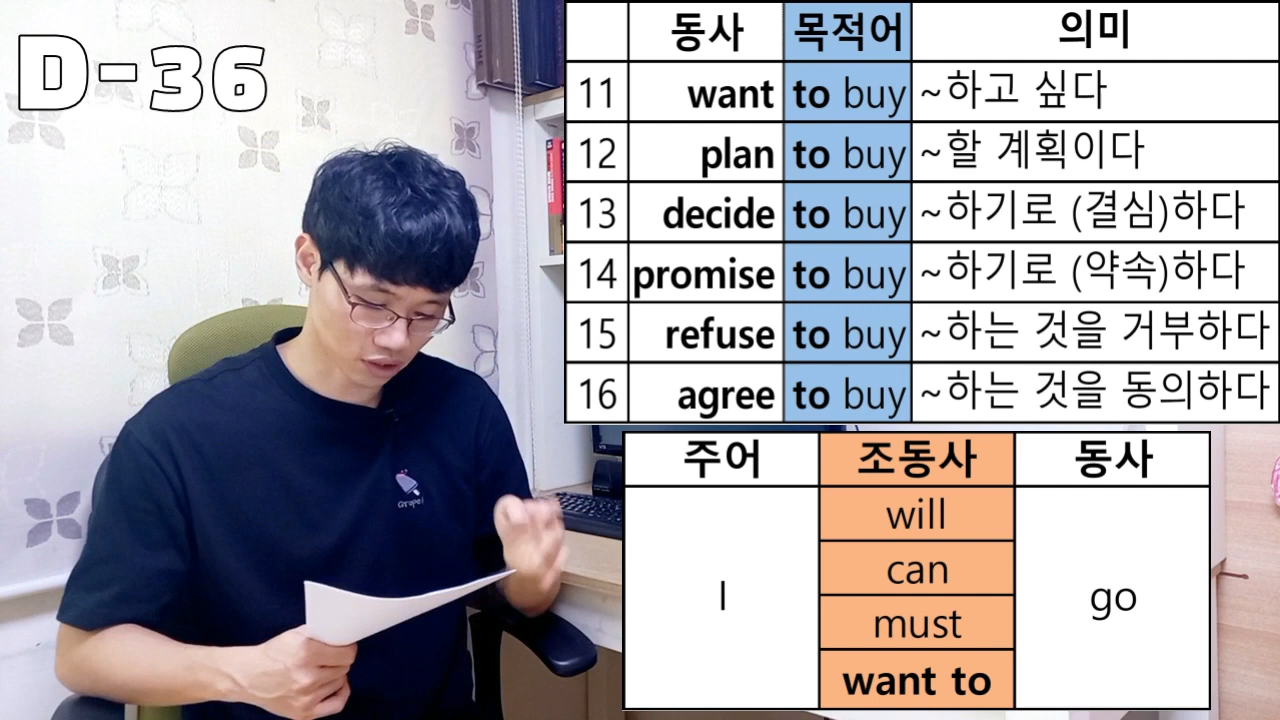 D-36
동사 목적어 의미
11 want to buy ~하고 싶다
12 plan to buy ~할 계획이다
13 decide to buy ~하기로 (결심)하다
14 promise to buy ~하기로 (약속)하다
15 refuse to buy ~하는 것을 거부하다
16 agree to buy ~하는 것을 동의하다
주어 조동사 동사
will
can
I go
must
want to
Grape!